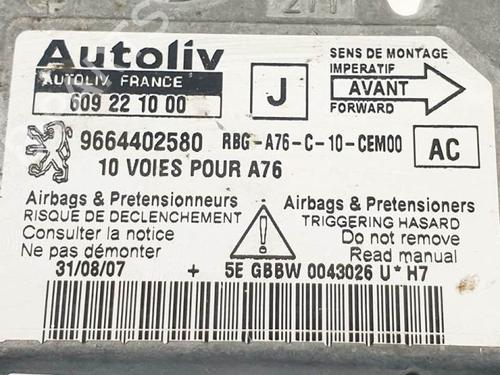 Autoliv
AUTOLIV FRANCE
609 22 10 00
J
SENS DE MONTAGE
IMPERATIF
AVANT
FORWARD
9664402580 RBG-A76-C-10-CEM00
10 VOIES POUR A76
AC
Airbags & Pretensionneurs
RISQUE DE DECLENCHEMENT
Consulter la notice
Ne pas démonter
Airbags & Pretensioners
TRIGGERING HASARD
Do not remove
Read manual
31/08/07 + 5E GBBW 0043026 U* H7